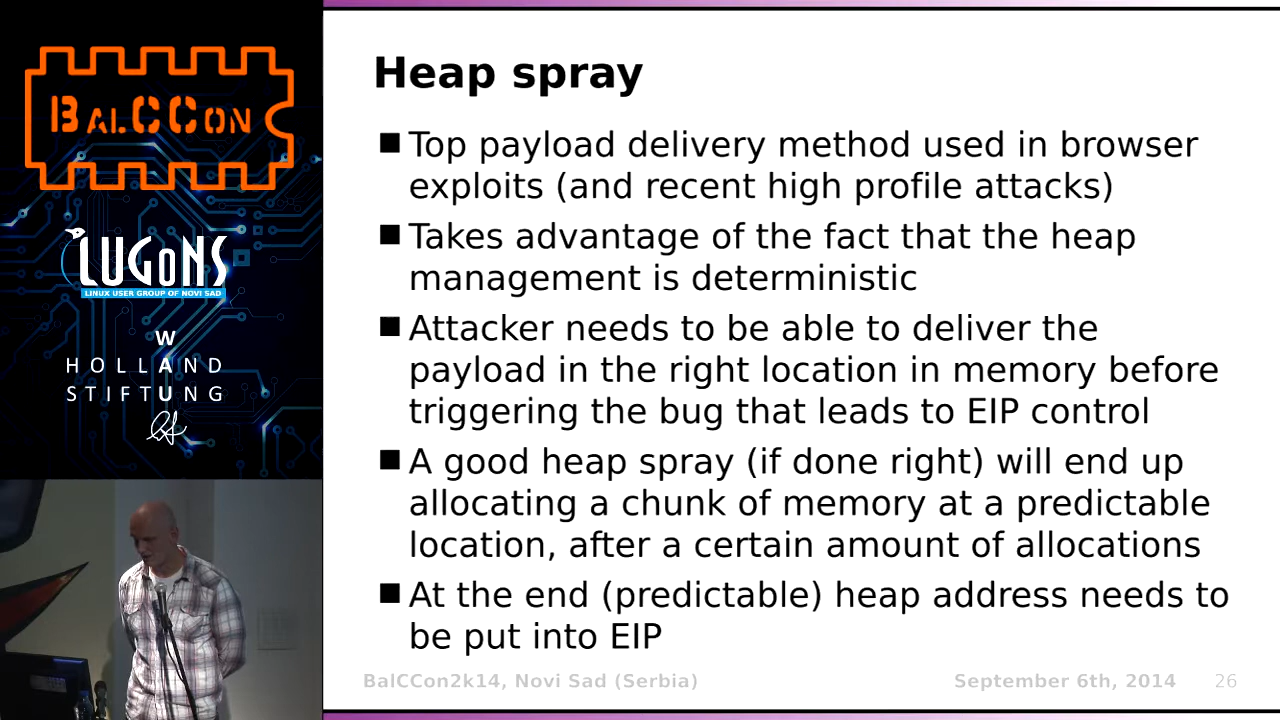 BALCCON
LUGONS
LINUX USER GROUP OF NOVI SAD
W
HOLLAND
STIFTUNG
Heap spray
Top payload delivery method used in browser
exploits (and recent high profile attacks)
Takes advantage of the fact that the heap
management is deterministic
Attacker needs to be able to deliver the
payload in the right location in memory before
triggering the bug that leads to EIP control
A good heap spray (if done right) will end up
allocating a chunk of memory at a predictable
location, after a certain amount of allocations
At the end (predictable) heap address needs to
be put into EIP
BalCCon2k14, Novi Sad (Serbia) September 6th, 2014 26